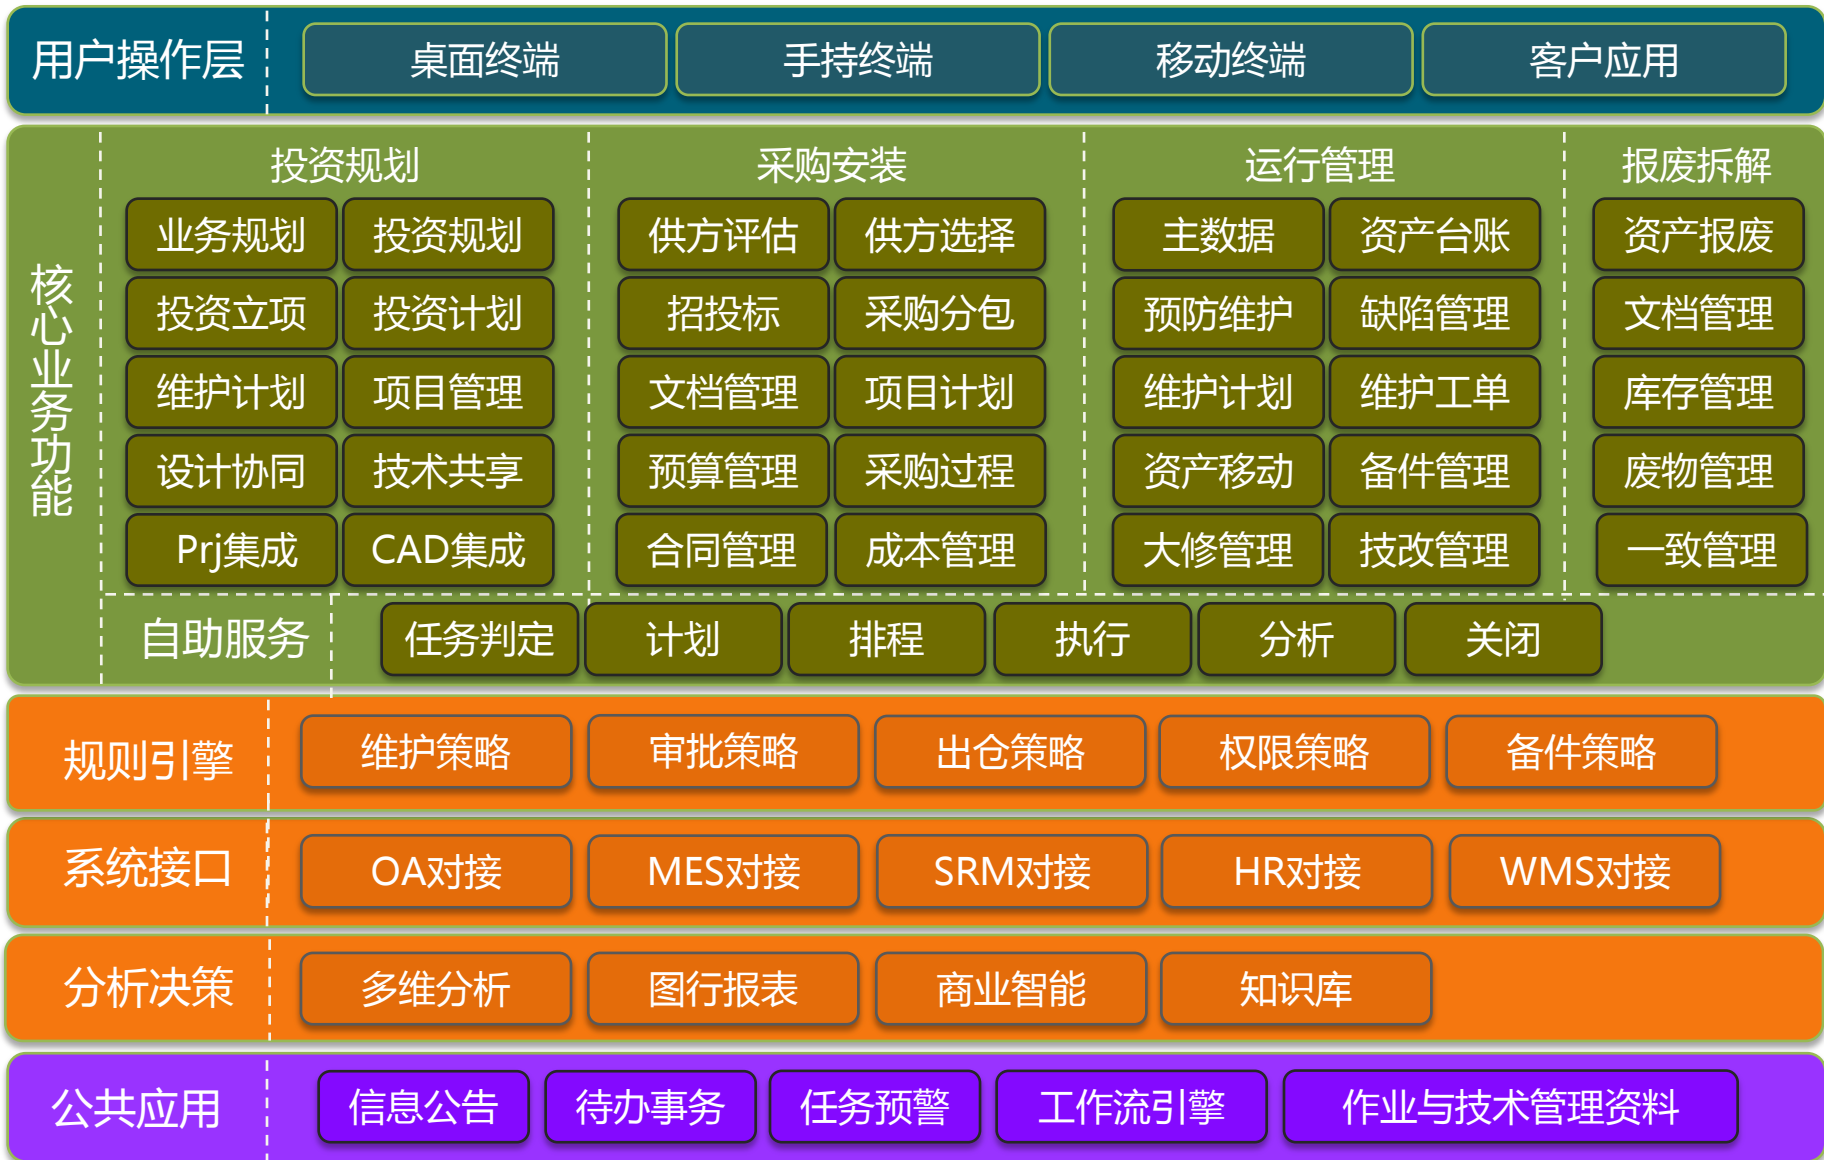 用户操作层
桌面终端 手持终端 移动终端 客户应用
核心业务功能
投资规划 采购安装 运行管理 报废拆解
业务规划 投资规划 供方评估 供方选择 主数据 资产台账 资产报废
投资立项 投资计划 招投标 采购分包 预防维护 缺陷管理 文档管理
维护计划 项目管理 文档管理 项目计划 维护计划 维护工单 库存管理
设计协同 技术共享 预算管理 采购过程 资产移动 备件管理 废物管理
Prj集成 CAD集成 合同管理 成本管理 大修管理 技改管理 一致管理
自助服务 任务判定 计划 排程 执行 分析 关闭
规则引擎 维护策略 审批策略 出仓策略 权限策略 备件策略
系统接口 OA对接 MES对接 SRM对接 HR对接 WMS对接
分析决策 多维分析 图行报表 商业智能 知识库
公共应用 信息公告 待办事务 任务预警 工作流引擎 作业与技术管理资料